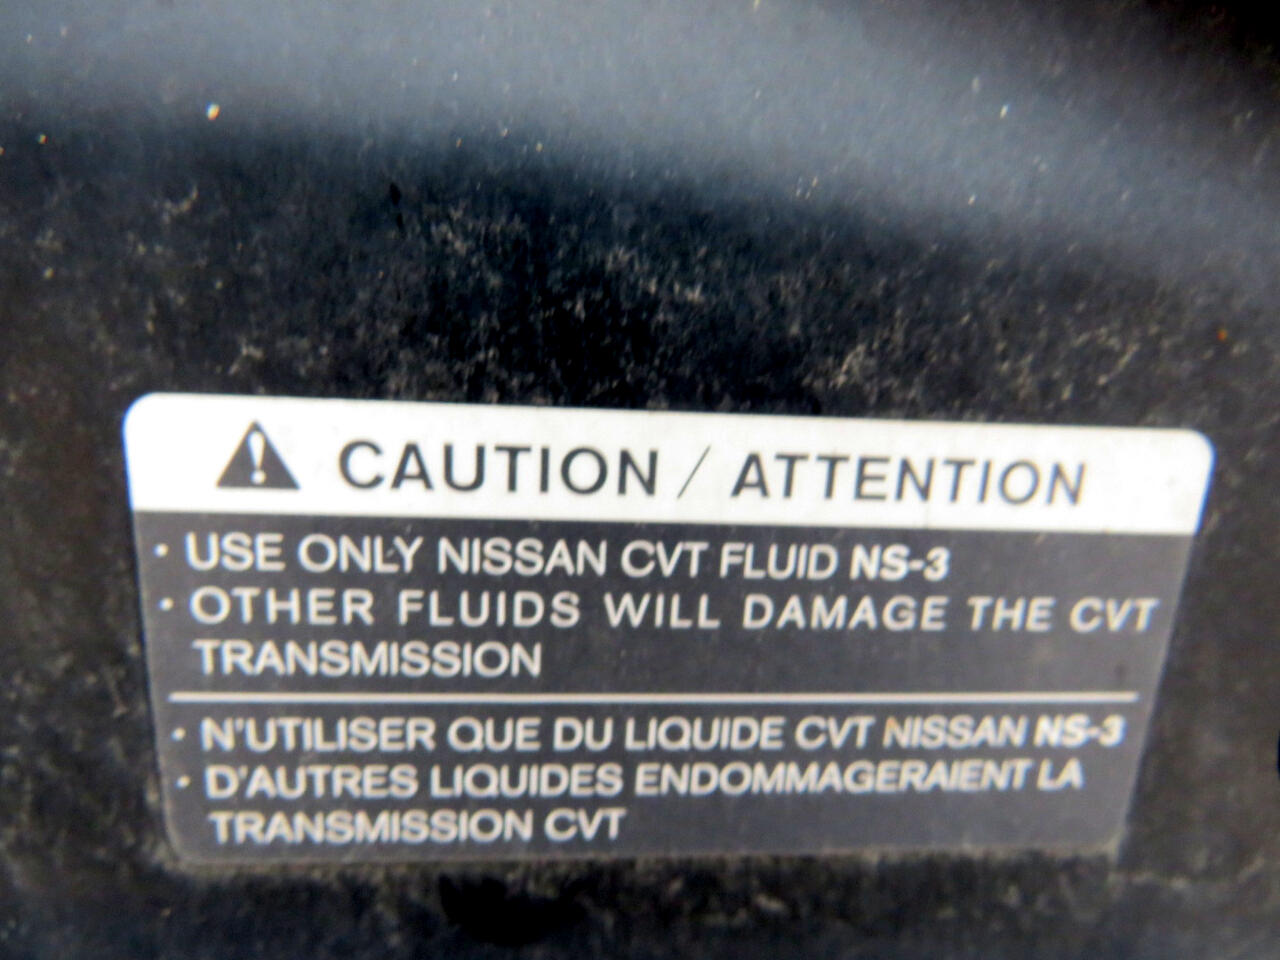 CAUTION / ATTENTION
· USE ONLY NISSAN CVT FLUID NS-3
· OTHER FLUIDS WILL DAMAGE THE CVT
TRANSMISSION
· N'UTILISER QUE DU LIQUIDE CVT NISSAN NS-3
· D'AUTRES LIQUIDES ENDOMMAGERAIENT LA
TRANSMISSION CVT